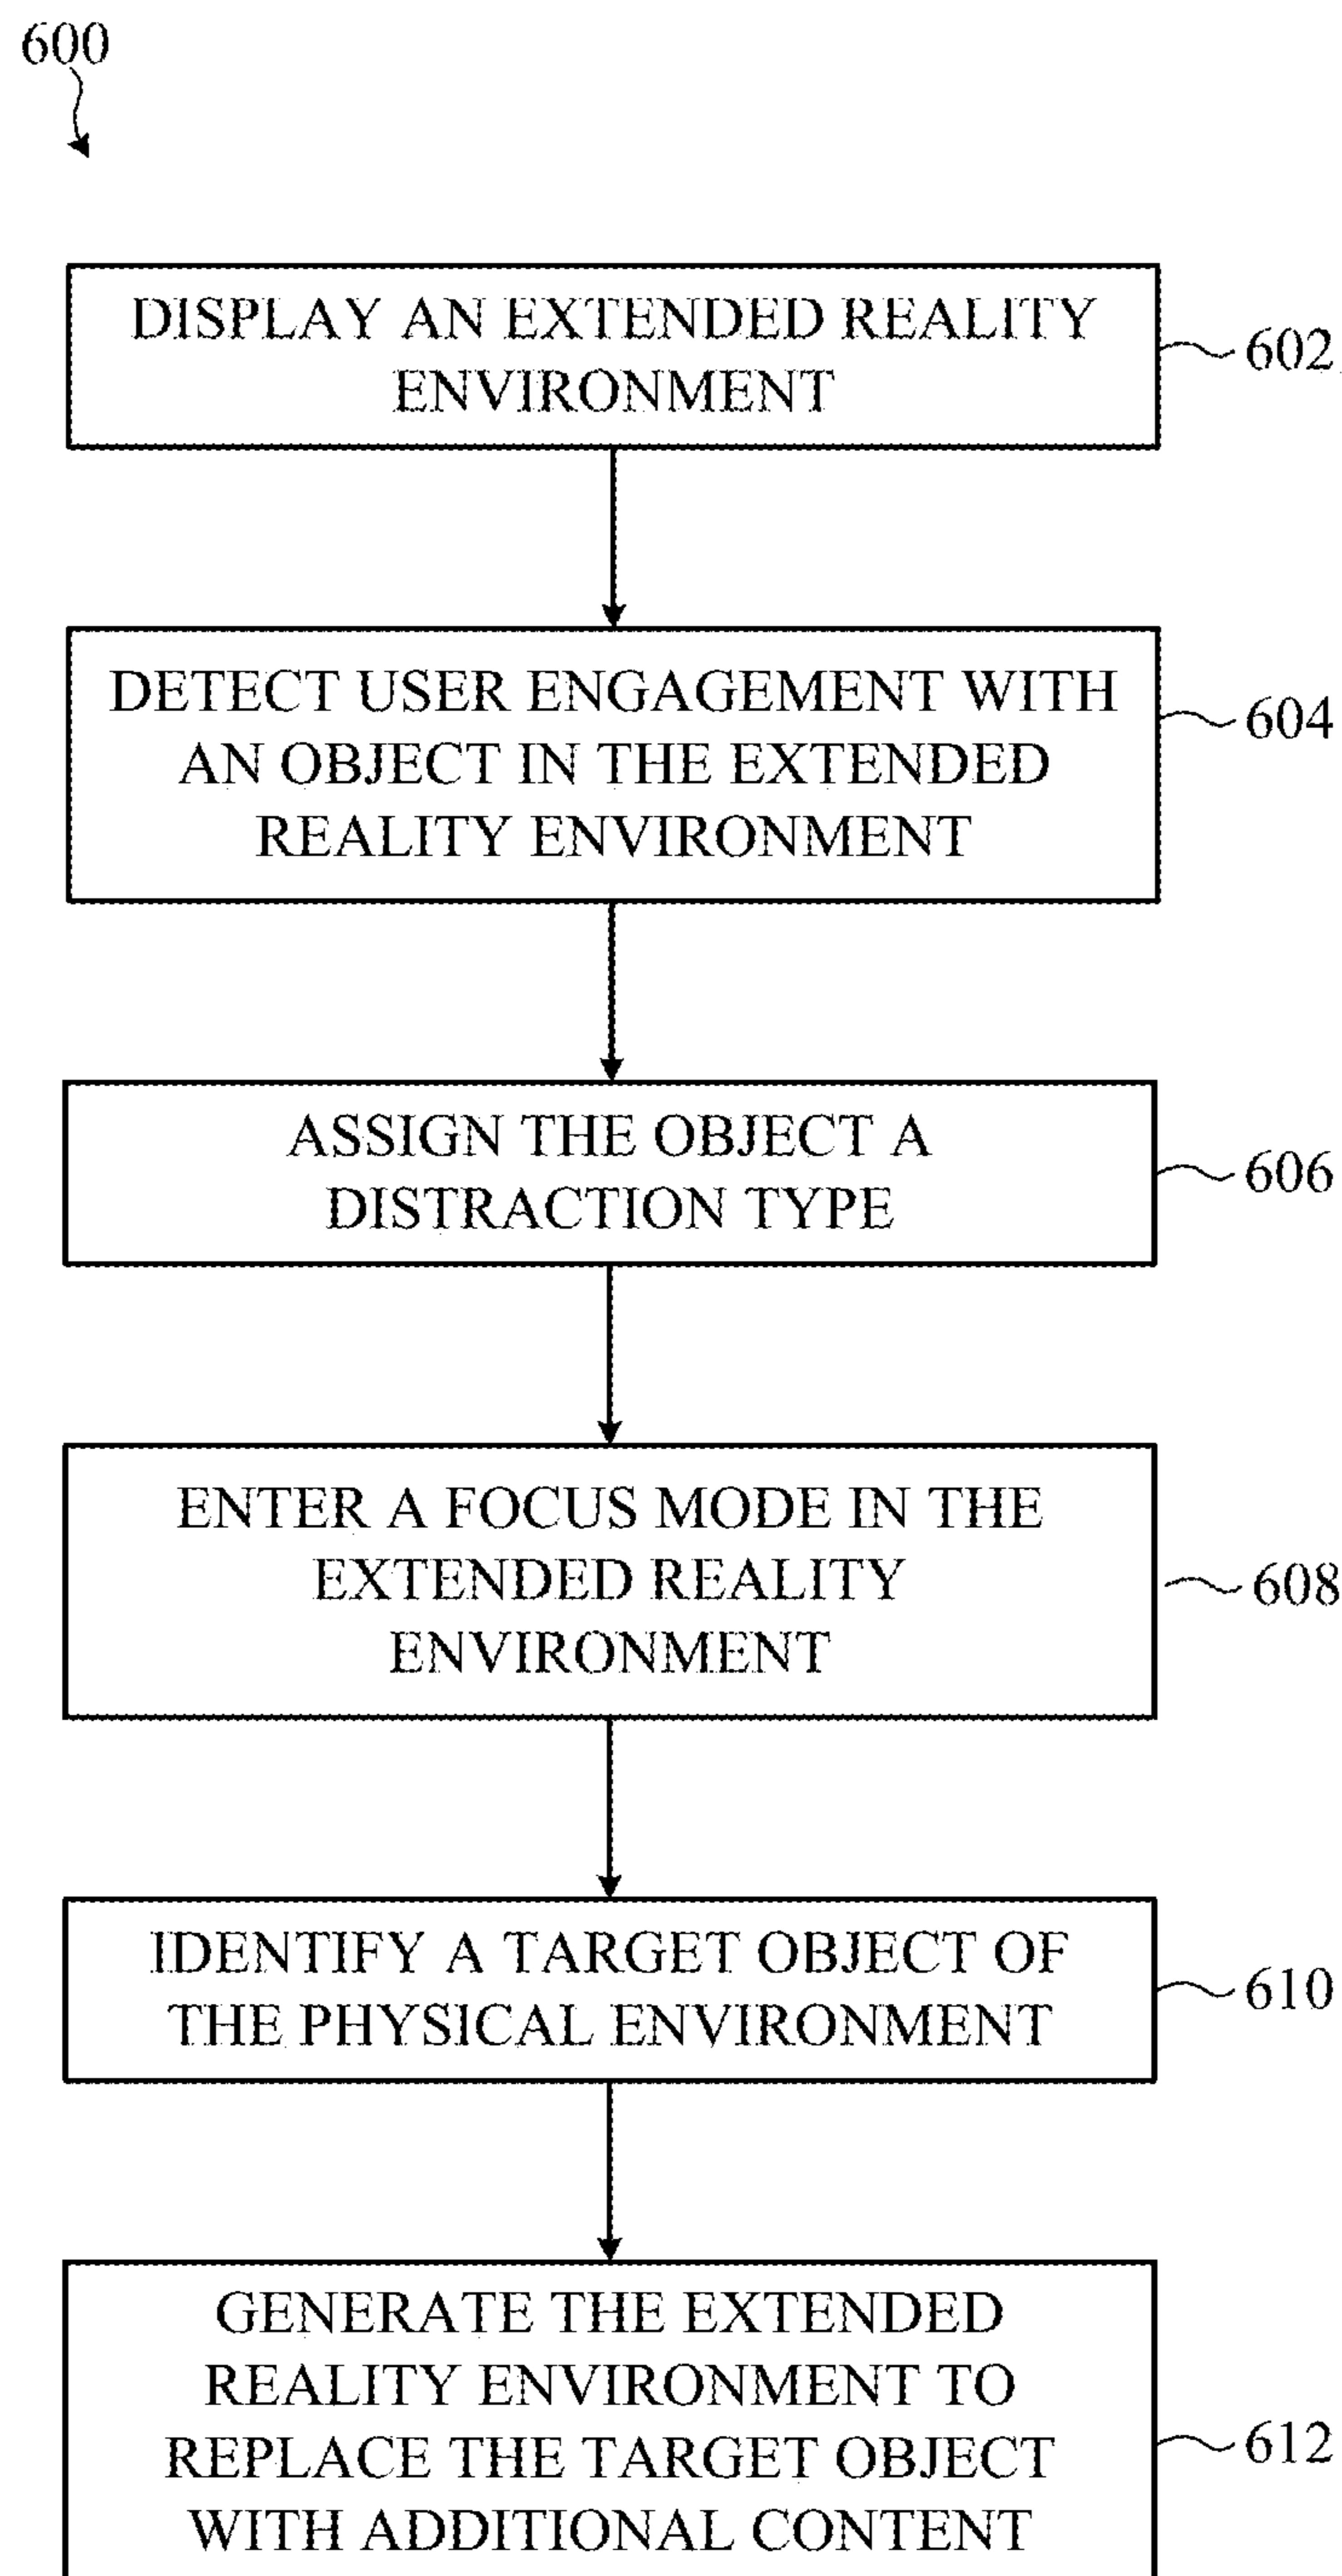 600
DISPLAY AN EXTENDED REALITY
ENVIRONMENT
602
DETECT USER ENGAGEMENT WITH
AN OBJECT IN THE EXTENDED
REALITY ENVIRONMENT
604
ASSIGN THE OBJECT A
DISTRACTION TYPE
606
ENTER A FOCUS MODE IN THE
EXTENDED REALITY
ENVIRONMENT
608
IDENTIFY A TARGET OBJECT OF
THE PHYSICAL ENVIRONMENT
610
GENERATE THE EXTENDED
REALITY ENVIRONMENT TO
REPLACE THE TARGET OBJECT
WITH ADDITIONAL CONTENT
612